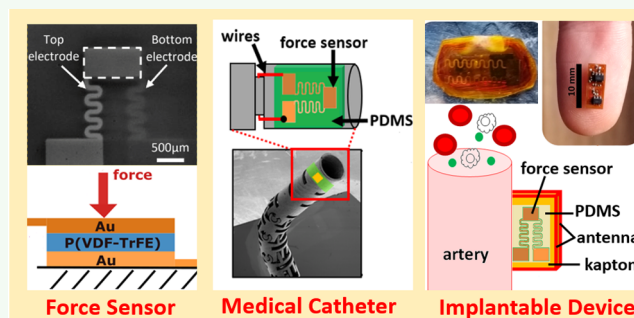 Top
electrode
Bottom
electrode
500μm
force
Au
P(VDF-TrFE)
Au
Force Sensor
wires
force sensor
PDMS
Medical Catheter
10 mm
force sensor
PDMS
antenna
kapton
artery
Implantable Device